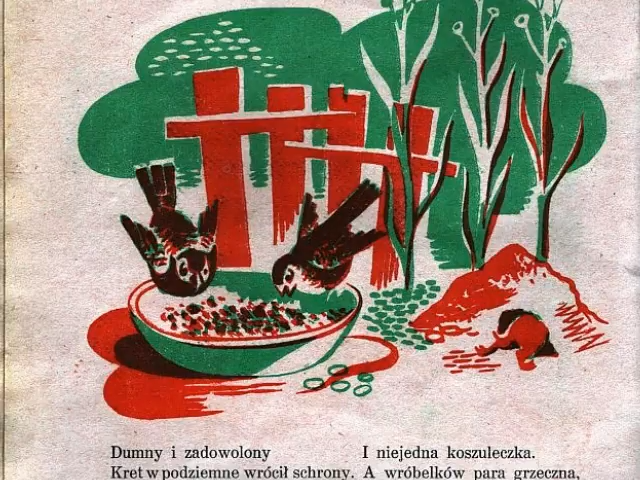 Dumny i zadowolony
Kret w podziemne wrócił schrony.
I niejedna koszuleczka.
A wróbelków para grzeczna,